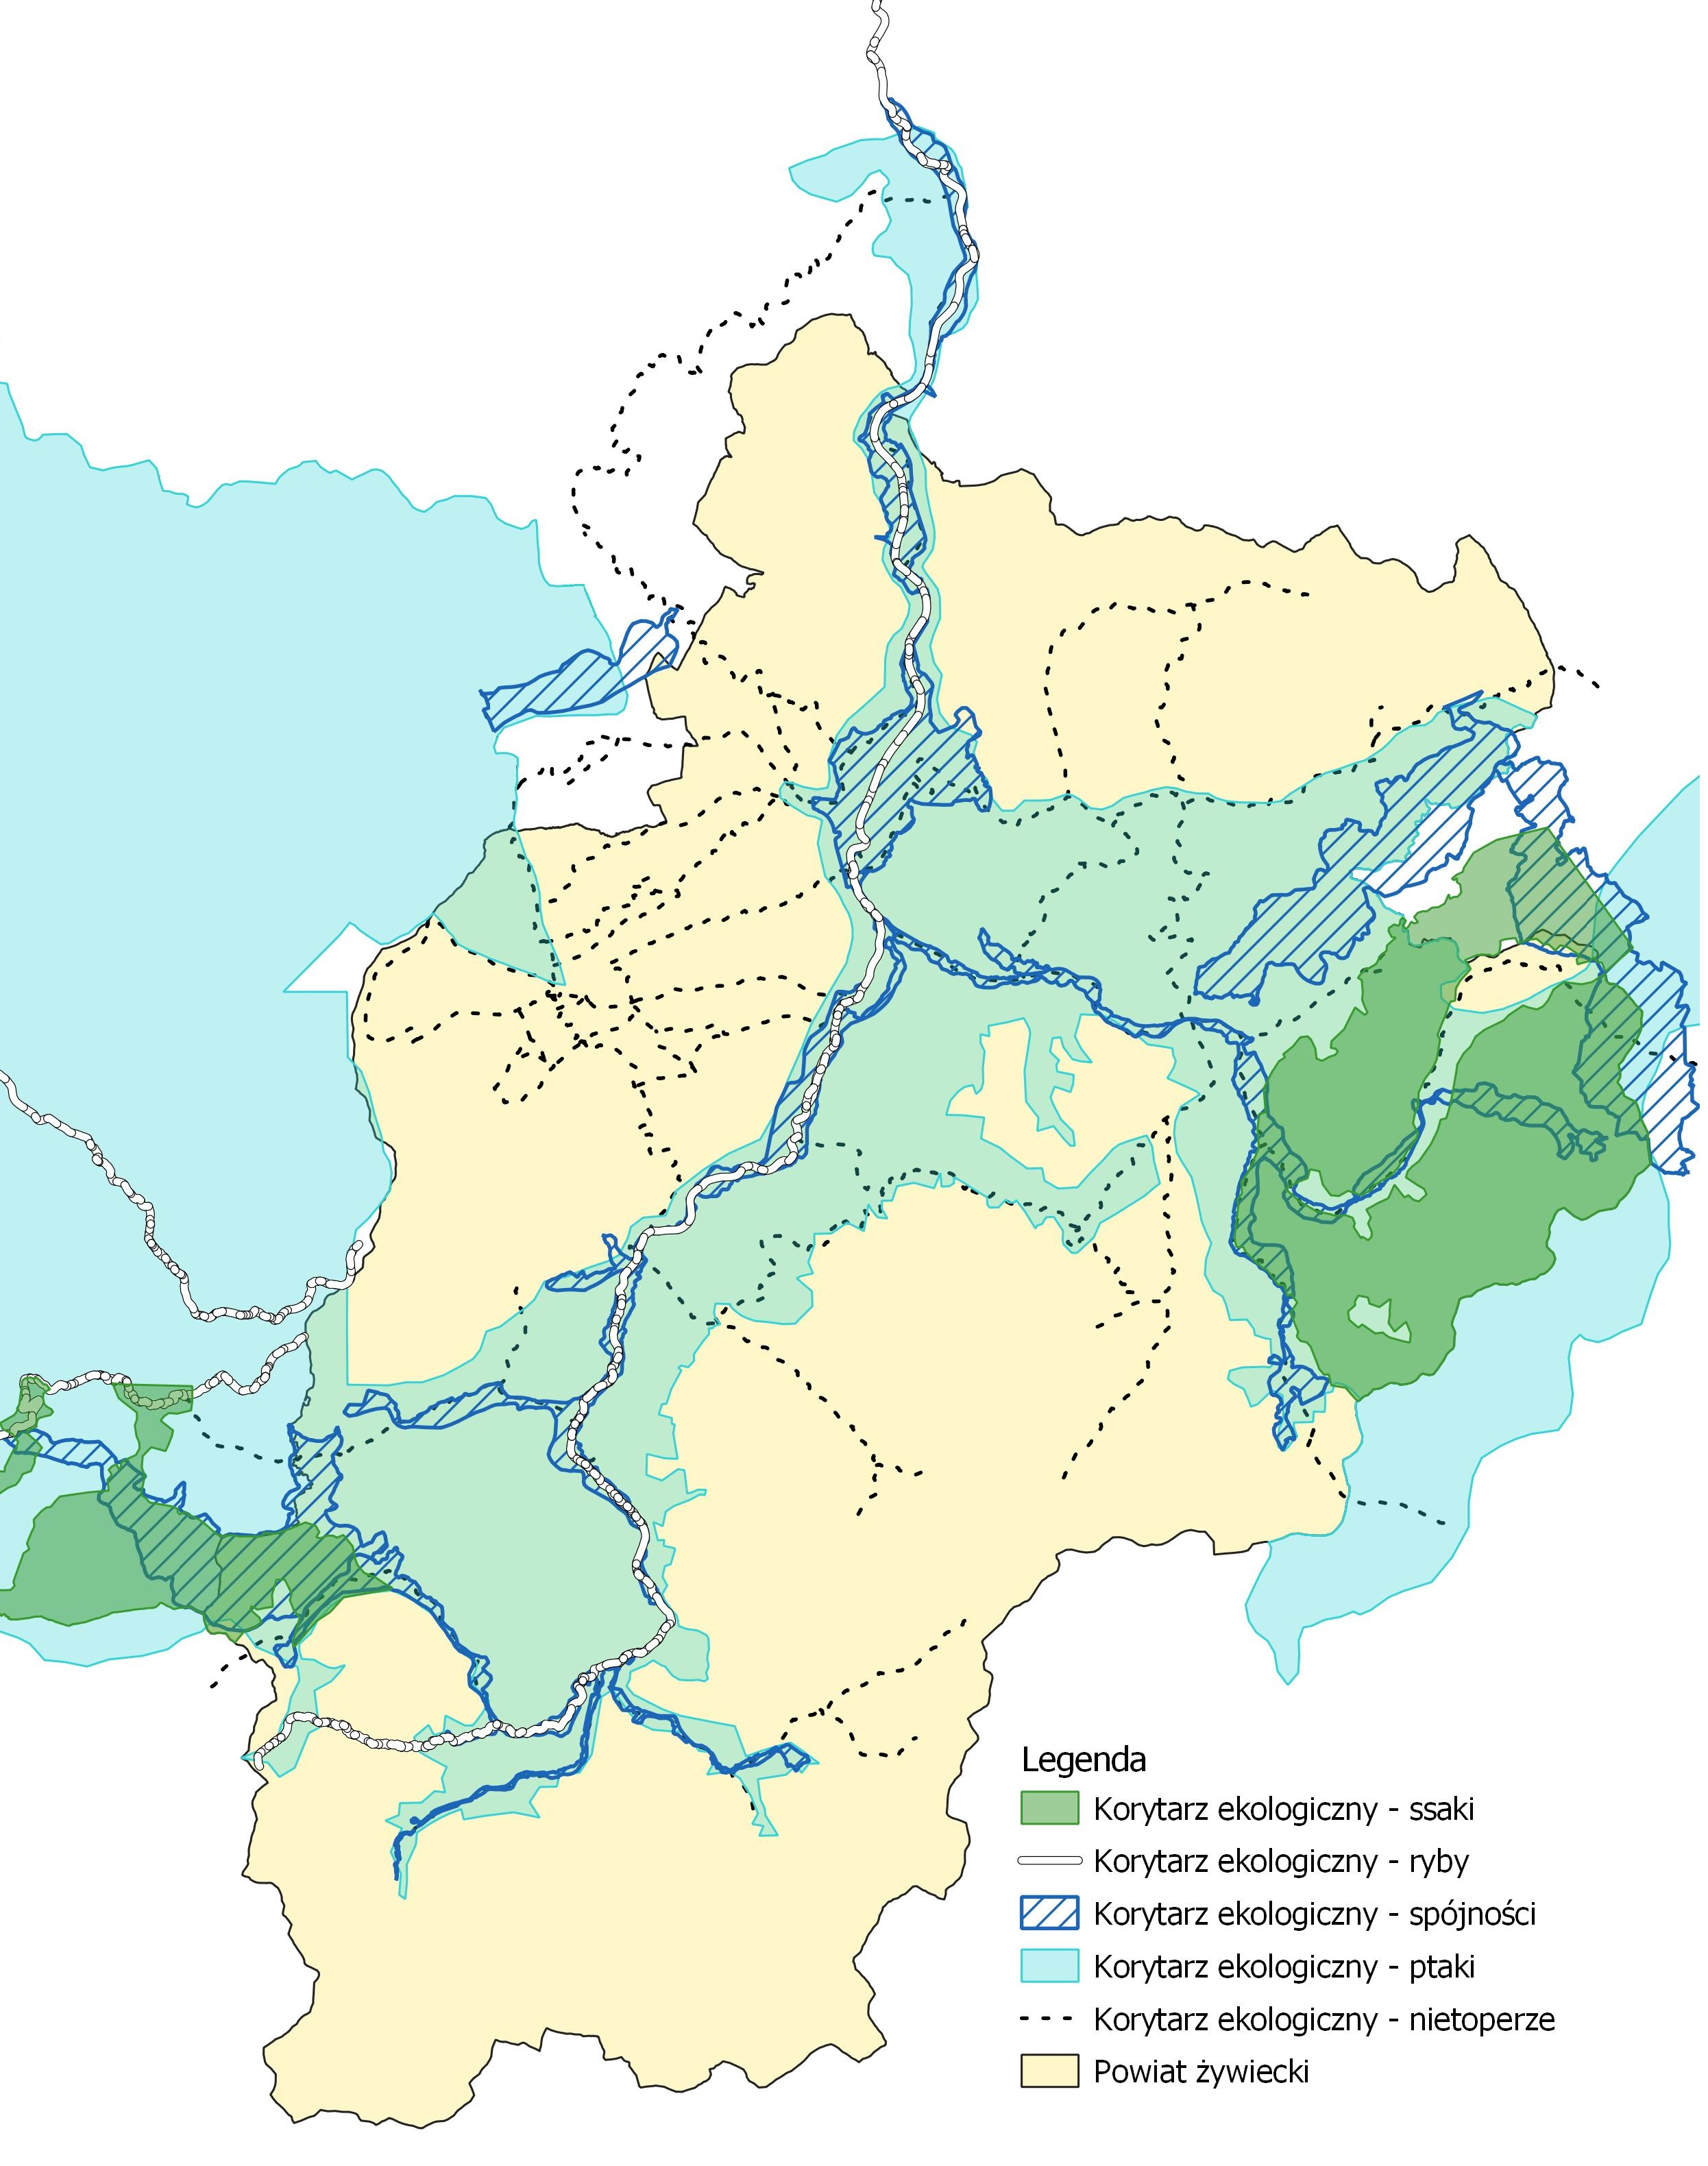 Legenda
Korytarz ekologiczny - ssaki
Korytarz ekologiczny - ryby
Korytarz ekologiczny - spójności
Korytarz ekologiczny - ptaki
Korytarz ekologiczny - nietoperze
Powiat żywiecki